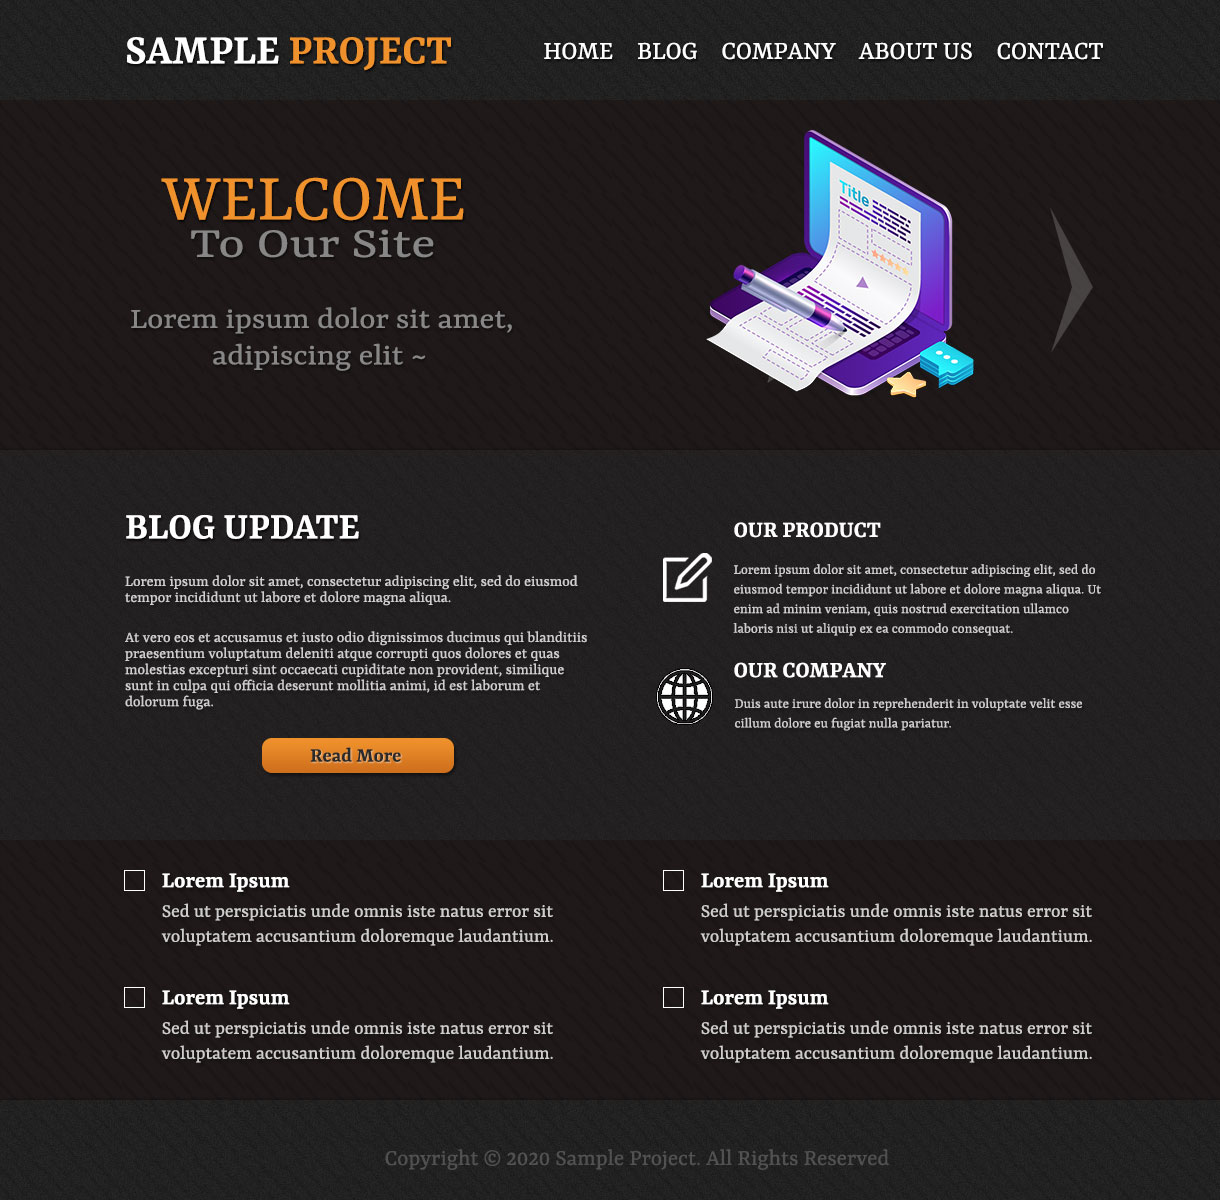 SAMPLE PROJECT
HOME BLOG COMPANY ABOUT US CONTACT
WELCOME
To Our Site
Lorem ipsum dolor sit amet,
adipiscing elit ~
Title
BLOG UPDATE
Lorem ipsum dolor sit amet, consectetur adipiscing elit, sed do eiusmod
tempor incididunt ut labore et dolore magna aliqua.
At vero eos et accusamus et iusto odio dignissimos ducimus qui blanditiis
praesentium voluptatum deleniti atque corrupti quos dolores et quas
molestias excepturi sint occaecati cupiditate non provident, similique
sunt in culpa qui officia deserunt mollitia animi, id est laborum et
dolorum fuga.
Read More
OUR PRODUCT
Lorem ipsum dolor sit amet, consectetur adipiscing elit, sed do
eiusmod tempor incididunt ut labore et dolore magna aliqua. Ut
enim ad minim veniam, quis nostrud exercitation ullamco
laboris nisi ut aliquip ex ea commodo consequat.
OUR COMPANY
Duis aute irure dolor in reprehenderit in voluptate velit esse
cillum dolore eu fugiat nulla pariatur.
Lorem Ipsum
Sed ut perspiciatis unde omnis iste natus error sit
voluptatem accusantium doloremque laudantium.
Lorem Ipsum
Sed ut perspiciatis unde omnis iste natus error sit
voluptatem accusantium doloremque laudantium.
Lorem Ipsum
Sed ut perspiciatis unde omnis iste natus error sit
voluptatem accusantium doloremque laudantium.
Lorem Ipsum
Sed ut perspiciatis unde omnis iste natus error sit
voluptatem accusantium doloremque laudantium.
Copyright © 2020 Sample Project. All Rights Reserved